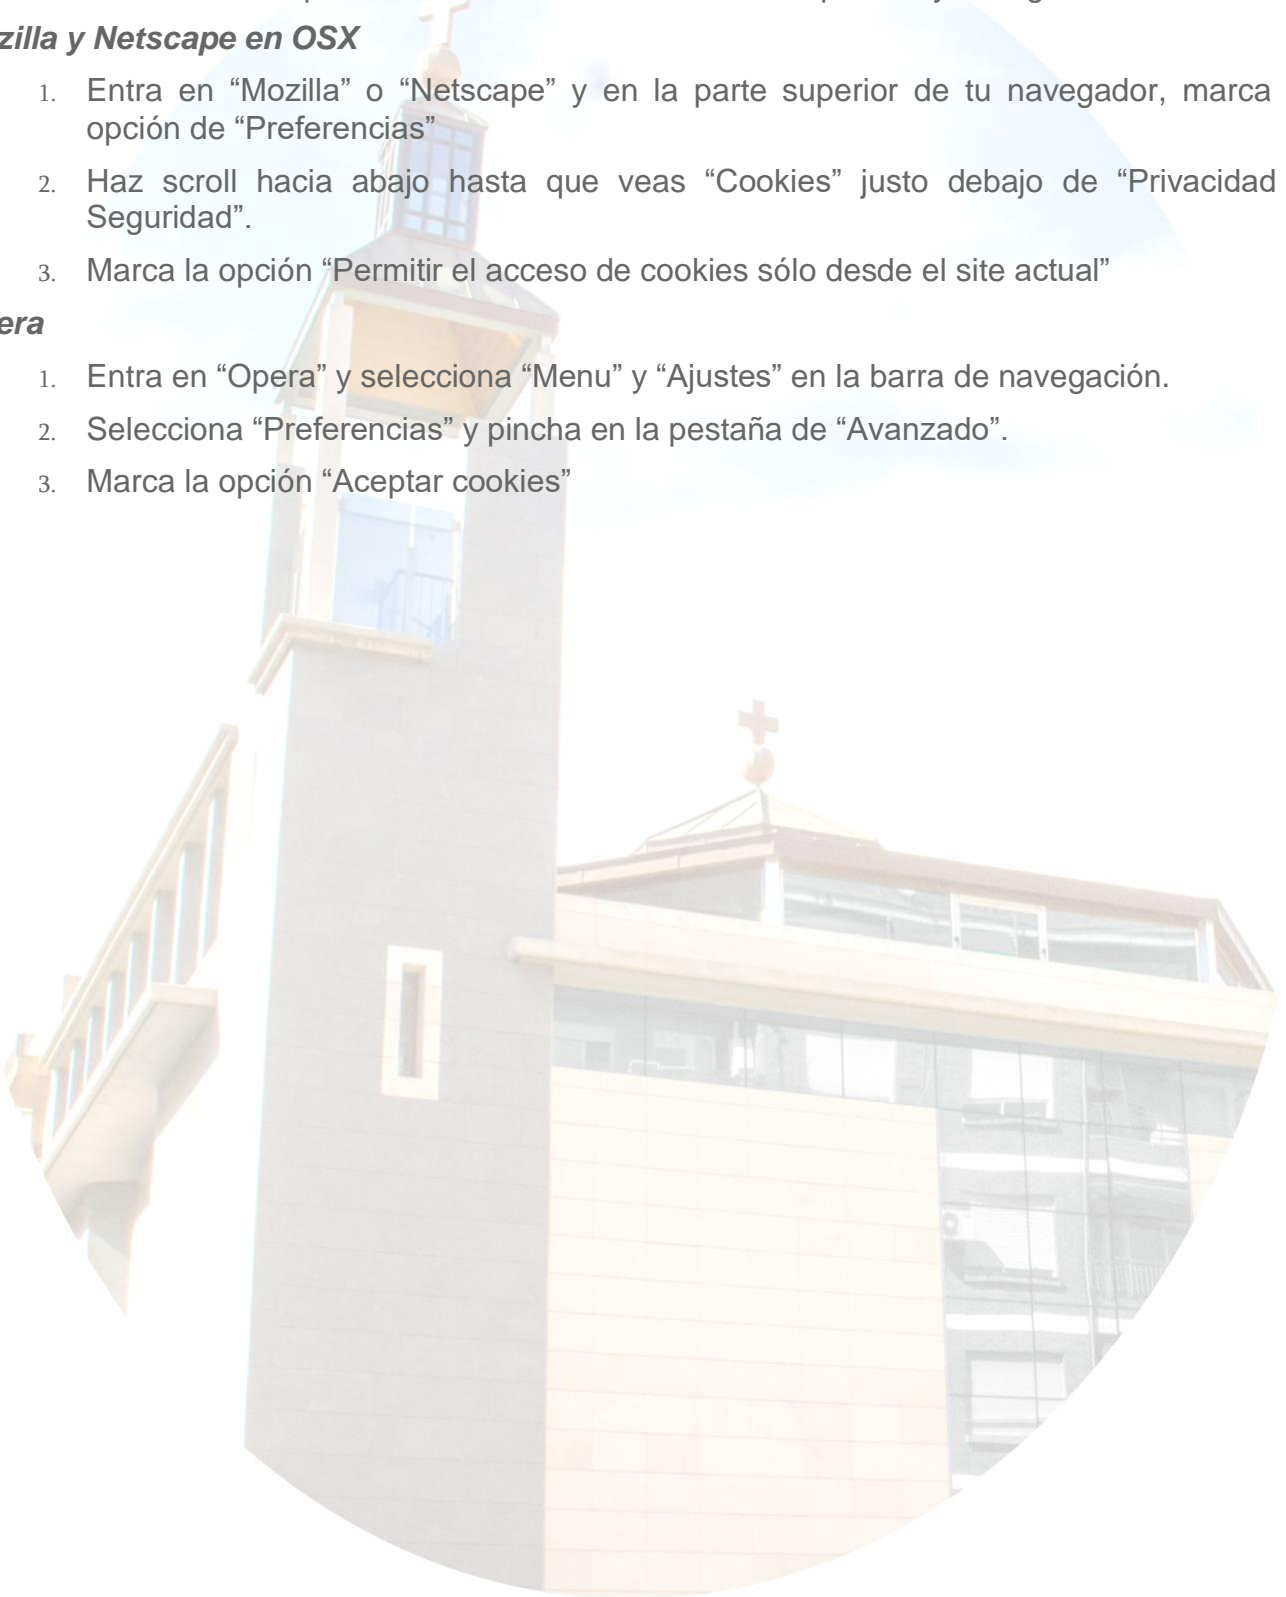 zilla y Netscape en OSX
1. Entra en “Mozilla” o “Netscape” y en la parte superior de tu navegador, marca
opción de “Preferencias”
2. Haz scroll hacia abajo hasta que veas “Cookies” justo debajo de “Privacidad
Seguridad”.
3. Marca la opción “Permitir el acceso de cookies sólo desde el site actual”
era
1. Entra en “Opera” y selecciona “Menu” y “Ajustes” en la barra de navegación.
2. Selecciona “Preferencias” y pincha en la pestaña de “Avanzado”.
3. Marca la opción “Aceptar cookies”